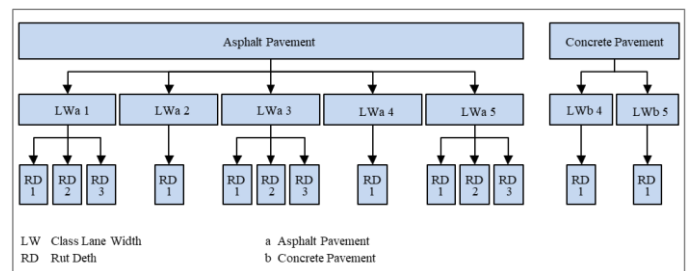 Asphalt Pavement Concrete Pavement
LWa 1 LWa 2 LWa 3 LWa 4 LWa 5 LWb 4 LWb 5
RD 1 RD 2 RD 3 RD 1 RD 1 RD 2 RD 3 RD 1 RD 1 RD 2 RD 3 RD 1 RD 1
LW Class Lane Width a Asphalt Pavement
RD Rut Deth b Concrete Pavement